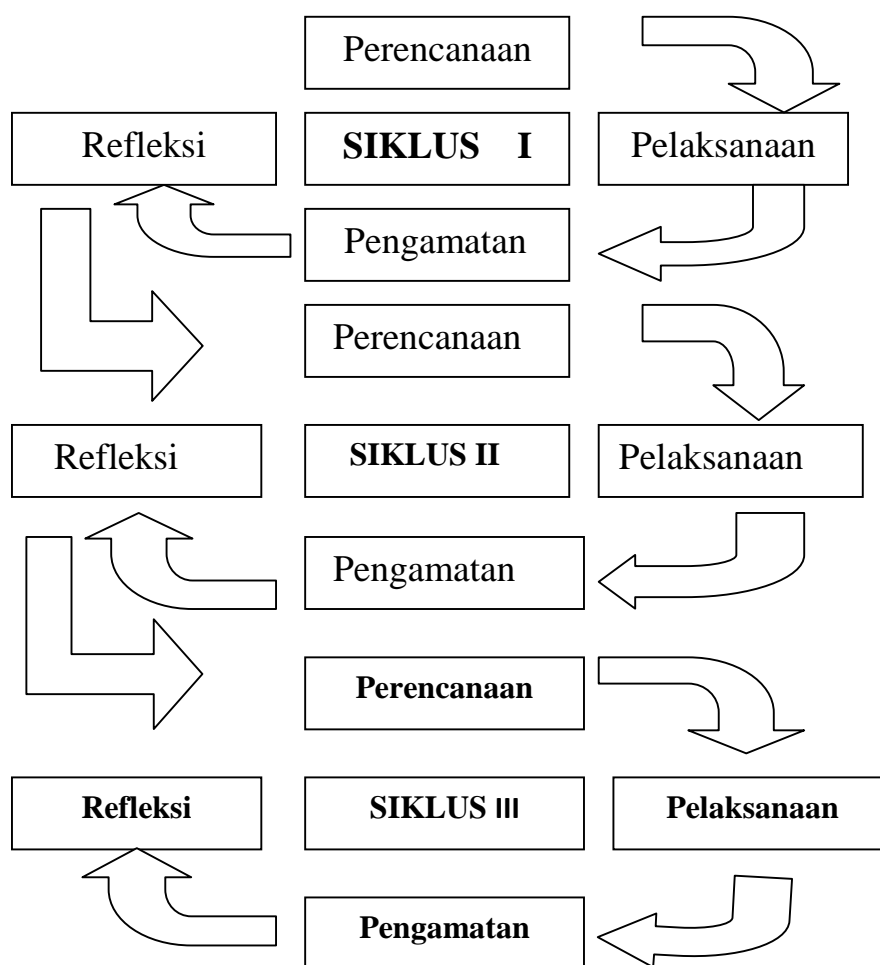 Perencanaan
Refleksi SIKLUS I Pelaksanaan
Pengamatan
Perencanaan
Refleksi SIKLUS II Pelaksanaan
Pengamatan
Perencanaan
Refleksi SIKLUS III Pelaksanaan
Pengamatan